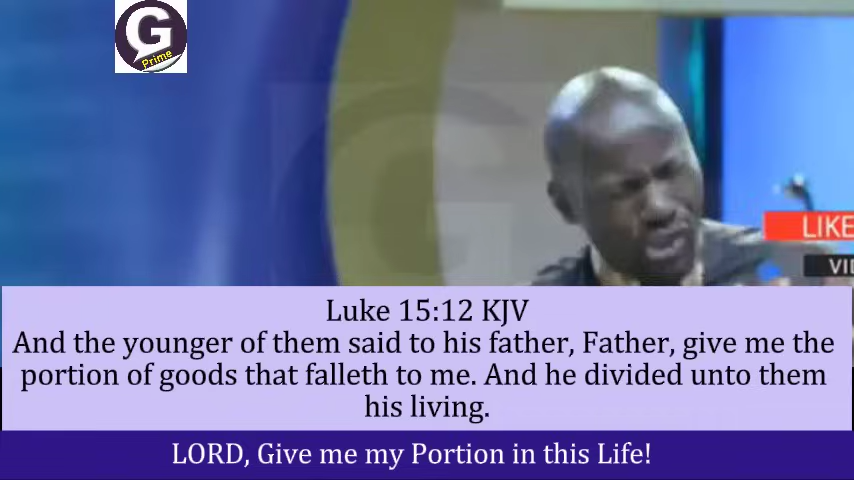 G
Prime
LIKE
VID
Luke 15:12 KJV
And the younger of them said to his father, Father, give me the
portion of goods that falleth to me. And he divided unto them
his living.
LORD, Give me my Portion in this Life!